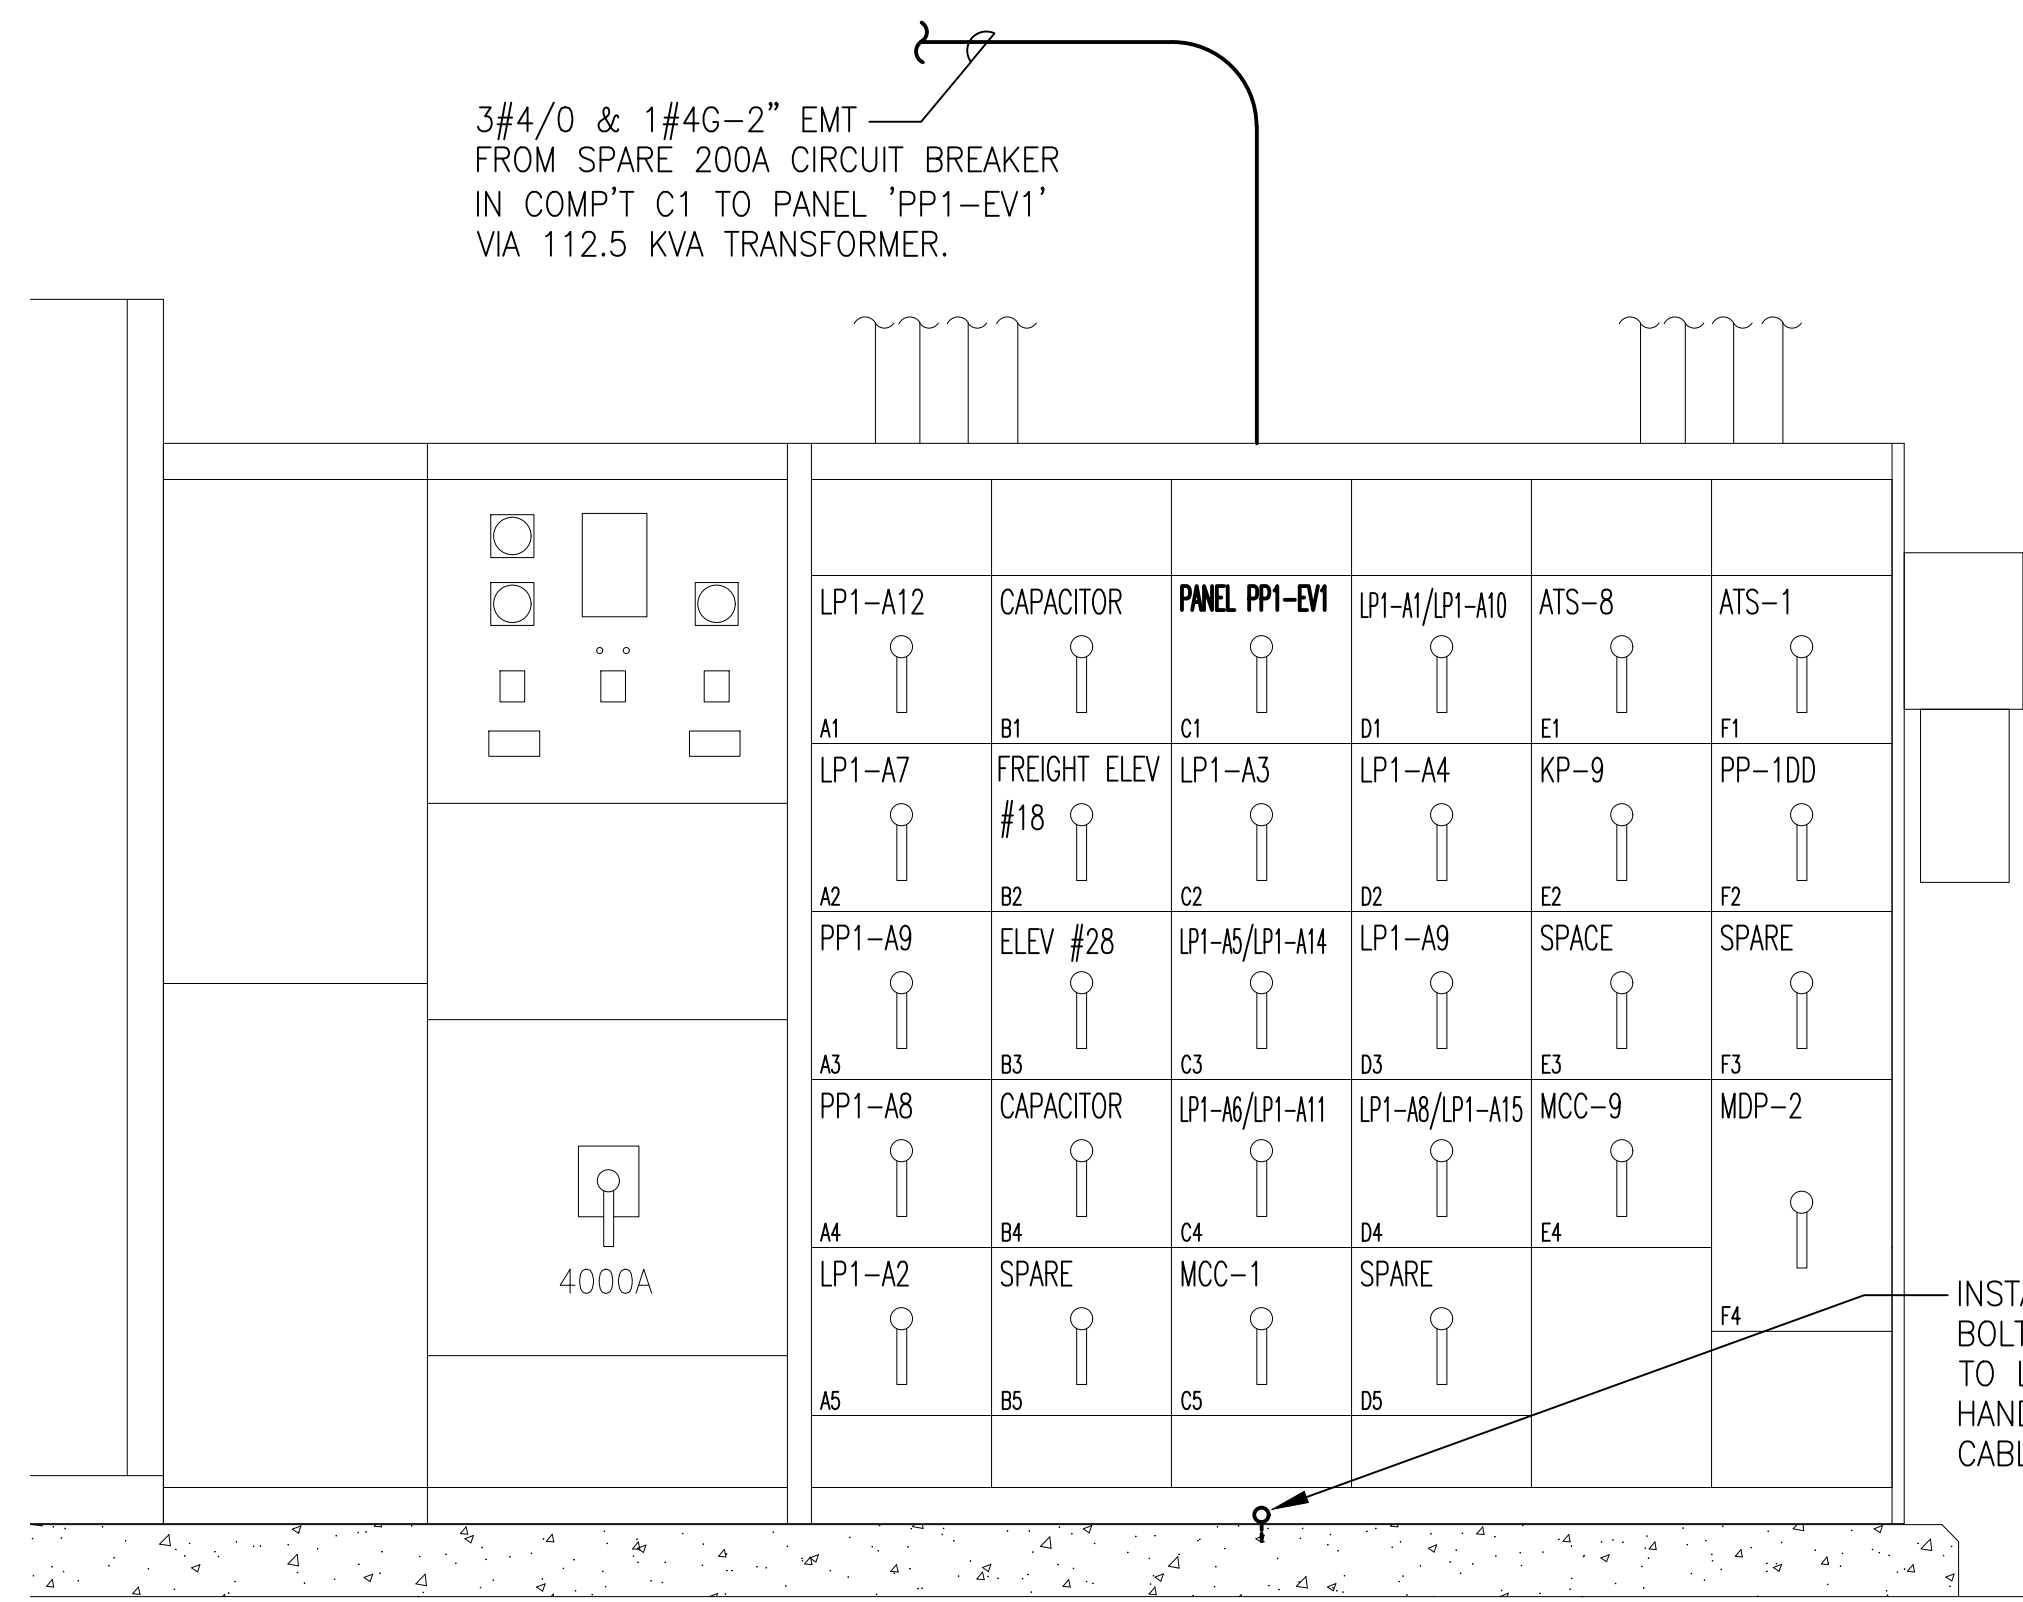 3#4/0 & 1#4G-2" EMT
FROM SPARE 200A CIRCUIT BREAKER
IN COMP'T C1 TO PANEL 'PP1-EV1'
VIA 112.5 KVA TRANSFORMER.
LP1-A12
CAPACITOR
PANEL PP1-EV1
LP1-A1/LP1-A10
ATS-8
ATS-1
A1
B1
C1
D1
E1
F1
LP1-A7
FREIGHT ELEV
#18
LP1-A3
LP1-A4
KP-9
PP-1DD
A2
B2
C2
D2
E2
F2
PP1-A9
ELEV #28
LP1-A5/LP1-A14
LP1-A9
SPACE
SPARE
A3
B3
C3
D3
E3
F3
PP1-A8
CAPACITOR
LP1-A6/LP1-A11
LP1-A8/LP1-A15
MCC-9
MDP-2
A4
B4
C4
D4
E4
F4
4000A
LP1-A2
SPARE
MCC-1
SPARE
A5
B5
C5
D5
TO